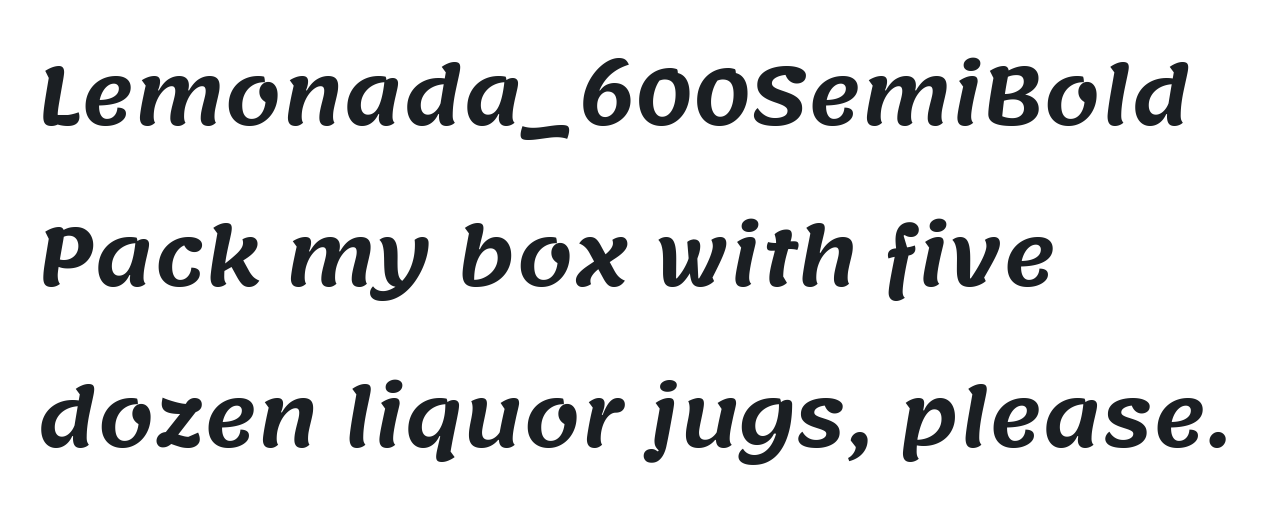 Lemonada_600SemiBold
Pack my box with five
dozen liquor jugs, please.